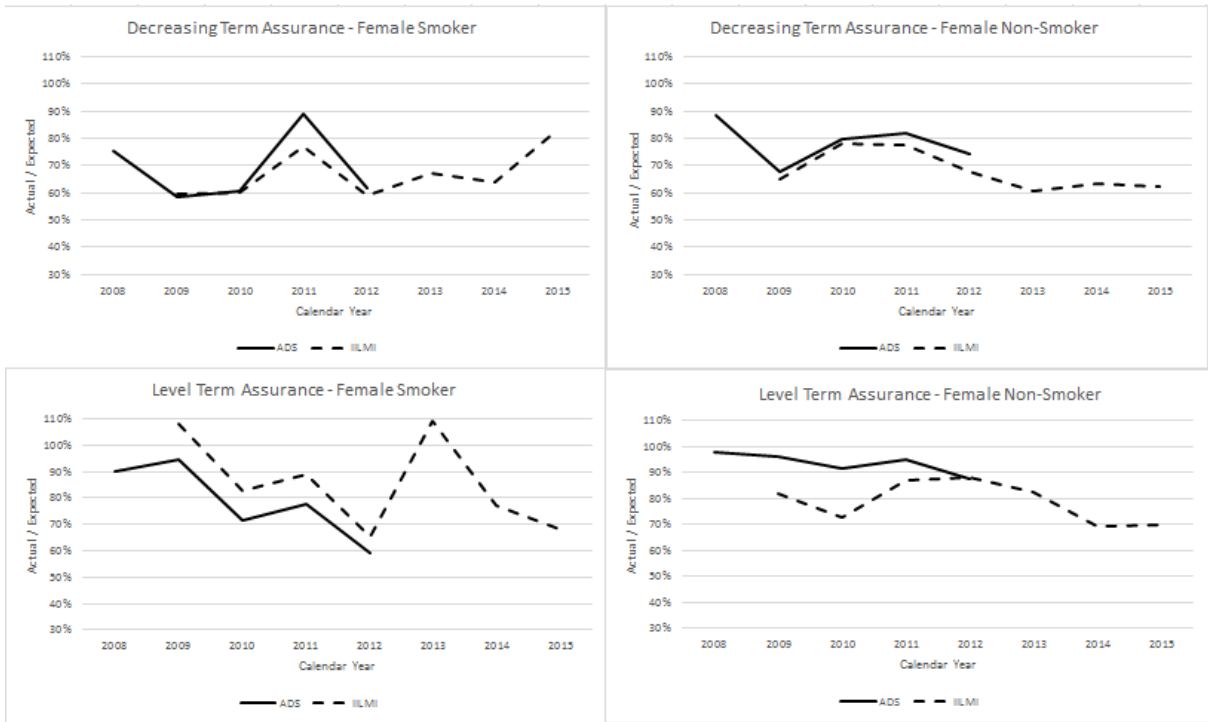 Decreasing Term Assurance - Female Smoker
110%
100%
90%
80%
70%
60%
50%
40%
30%
Actual / Expected
2008 2009 2010 2011 2012 2013 2014 2015
Calendar Year
ADS IILMI
Decreasing Term Assurance - Female Non-Smoker
110%
100%
90%
80%
70%
60%
50%
40%
30%
Actual / Expected
2008 2009 2010 2011 2012 2013 2014 2015
Calendar Year
ADS IILMI
Level Term Assurance - Female Smoker
110%
100%
90%
80%
70%
60%
50%
40%
30%
Actual / Expected
2008 2009 2010 2011 2012 2013 2014 2015
Calendar Year
ADS IILMI
Level Term Assurance - Female Non-Smoker
110%
100%
90%
80%
70%
60%
50%
40%
30%
Actual / Expected
2008 2009 2010 2011 2012 2013 2014 2015
Calendar Year
ADS IILMI